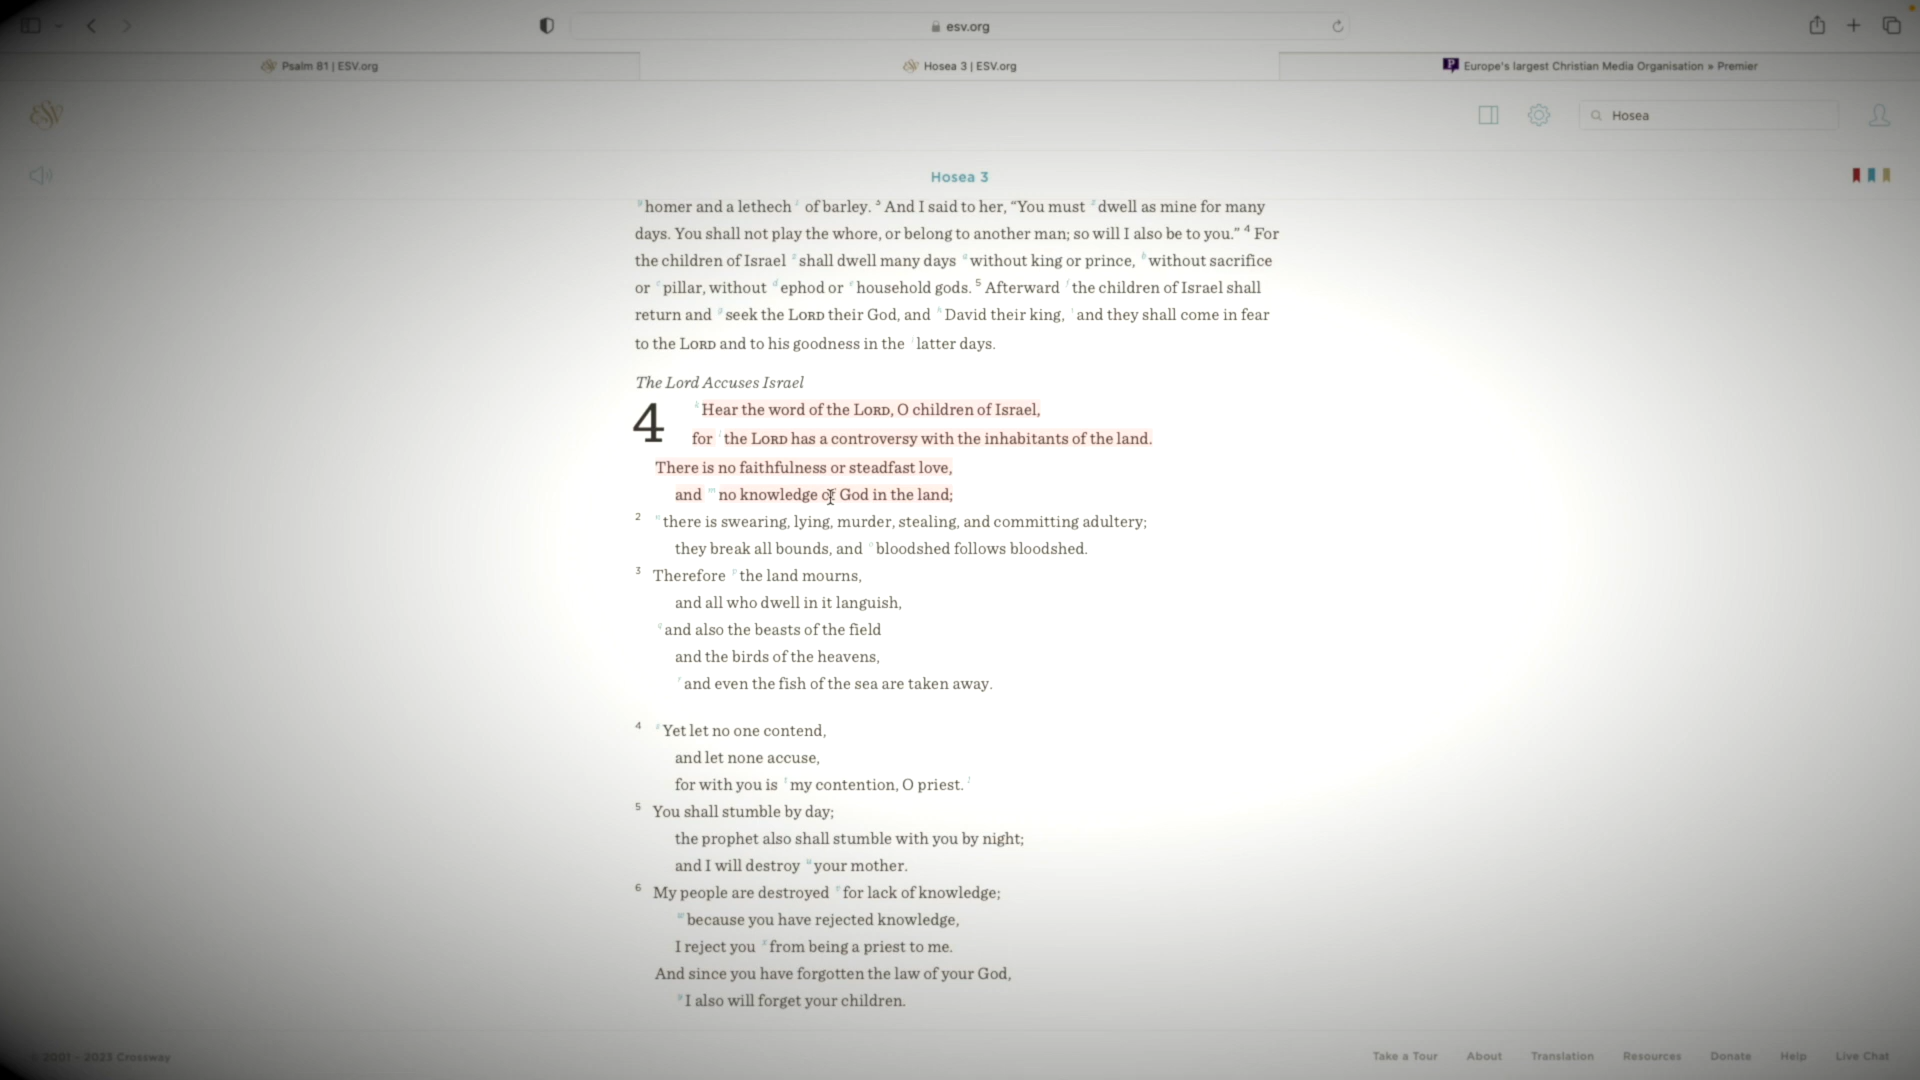 esv.org
Psalm 81 | ESV.org
Hosea 3 | ESV.org
Europe's largest Christian Media Organisation » Premier
ESV
Hosea
Hosea 3
homer and a lethech of barley. 3 And I said to her, “You must dwell as mine for many
days. You shall not play the whore, or belong to another man; so will I also be to you.” 4 For
the children of Israel shall dwell many days without king or prince, without sacrifice
or pillar, without ephod or household gods. 5 Afterward the children of Israel shall
return and seek the LORD their God, and David their king, and they shall come in fear
to the LORD and to his goodness in the latter days.
The Lord Accuses Israel
4 Hear the word of the LORD, O children of Israel,
for the LORD has a controversy with the inhabitants of the land.
There is no faithfulness or steadfast love,
and no knowledge of God in the land;
2 there is swearing, lying, murder, stealing, and committing adultery;
they break all bounds, and bloodshed follows bloodshed.
3 Therefore the land mourns,
and all who dwell in it languish,
and also the beasts of the field
and the birds of the heavens,
and even the fish of the sea are taken away.
4 Yet let no one contend,
and let none accuse,
for with you is my contention, O priest.
5 You shall stumble by day;
the prophet also shall stumble with you by night;
and I will destroy your mother.
6 My people are destroyed for lack of knowledge;
because you have rejected knowledge,
I reject you from being a priest to me.
And since you have forgotten the law of your God,
I also will forget your children.
© 2001 – 2023 Crossway
Take a Tour
About
Translation
Resources
Donate
Help
Live Chat